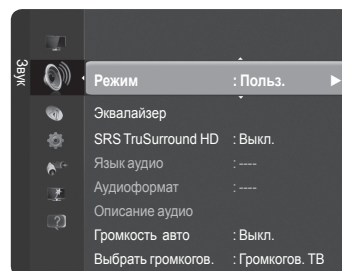 Звук
Режим : Польз.
Эквалайзер
SRS TruSurround HD : Выкл.
Язык аудио : ----
Аудиоформат : ----
Описание аудио
Громкость авто : Выкл.
Выбрать громкогов. : Громкогов. ТВ